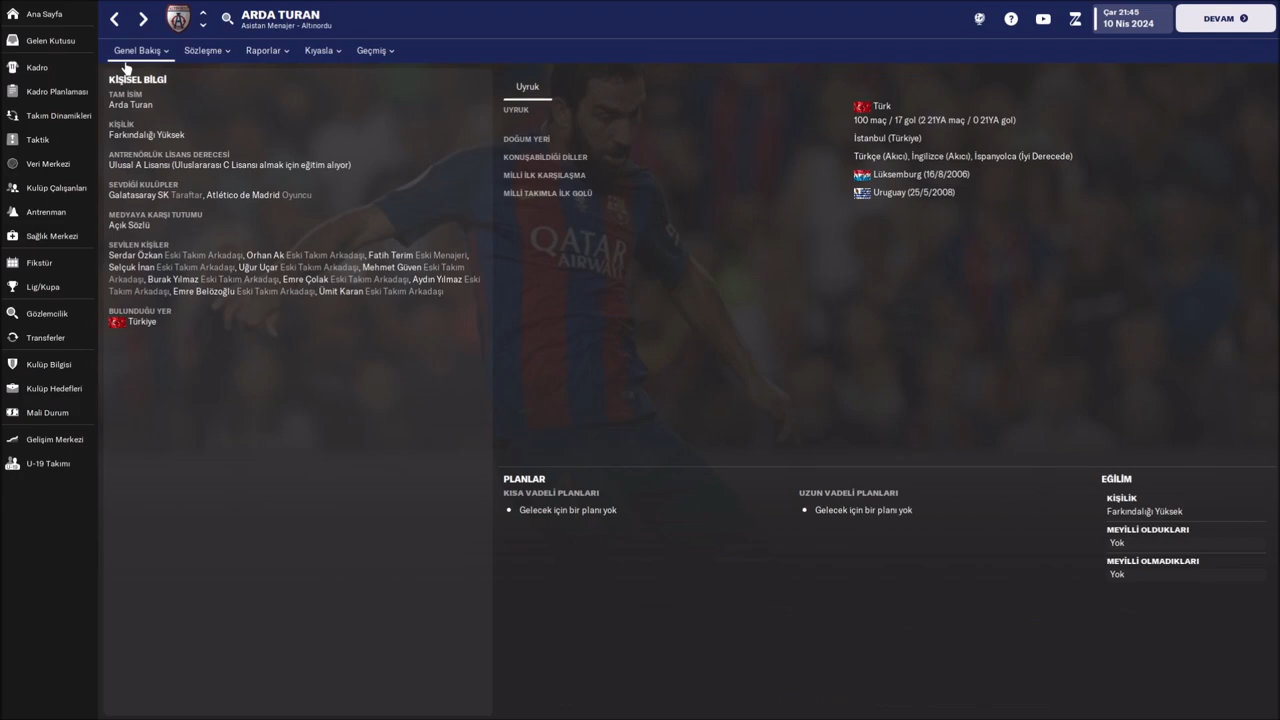 Ana Sayfa
Gelen Kutusu
Kadro
Kadro Planlaması
Takım Dinamikleri
Taktik
Veri Merkezi
Kulüp Çalışanları
Antrenman
Sağlık Merkezi
Fikstür
Lig/Kupa
Gözlemcilik
Transferler
Kulüp Bilgisi
Kulüp Hedefleri
Mali Durum
Gelişim Merkezi
U-19 Takımı
ARDA TURAN
Asistan Menajer - Altınordu
Çar 21:45
10 Nis 2024
DEVAM
Genel Bakış
Sözleşme
Raporlar
Kıyasla
Geçmiş
KİŞİSEL BİLGİ
TAM İSİM
Arda Turan
KİŞİLİK
Farkındalığı Yüksek
ANTRENÖRLÜK LİSANS DERECESİ
Ulusal A Lisansı (Uluslararası C Lisansı almak için eğitim alıyor)
SEVDİĞİ KULÜPLER
Galatasaray SK Taraftar, Atlético de Madrid Oyuncu
MEDYAYA KARŞI TUTUMU
Açık Sözlü
SEVİLEN KİŞİLER
Serdar Özkan Eski Takım Arkadaşı, Orhan Ak Eski Takım Arkadaşı, Fatih Terim Eski Menajeri,
Selçuk İnan Eski Takım Arkadaşı, Uğur Uçar Eski Takım Arkadaşı, Mehmet Güven Eski Takım
Arkadaşı, Burak Yılmaz Eski Takım Arkadaşı, Emre Çolak Eski Takım Arkadaşı, Aydın Yılmaz Eski
Takım Arkadaşı, Emre Belözoğlu Eski Takım Arkadaşı, Ümit Karan Eski Takım Arkadaşı
BULUNDUĞU YER
Türkiye
Uyruk
UYRUK
Türk
100 maç / 17 gol (2 21YA maç / 0 21YA gol)
DOĞUM YERİ
İstanbul (Türkiye)
KONUŞABİLDİĞİ DİLLER
Türkçe (Akıcı), İngilizce (Akıcı), İspanyolca (İyi Derecede)
MİLLİ İLK KARŞILAŞMA
Lüksemburg (16/8/2006)
MİLLİ TAKIMLA İLK GOLÜ
Uruguay (25/5/2008)
QATAR
AIRWAY
PLANLAR
KISA VADELİ PLANLARI
Gelecek için bir planı yok
UZUN VADELİ PLANLARI
Gelecek için bir planı yok
EĞİLİM
KİŞİLİK
Farkındalığı Yüksek
MEYİLLİ OLDUKLARI
Yok
MEYİLLİ OLMADIKLARI
Yok